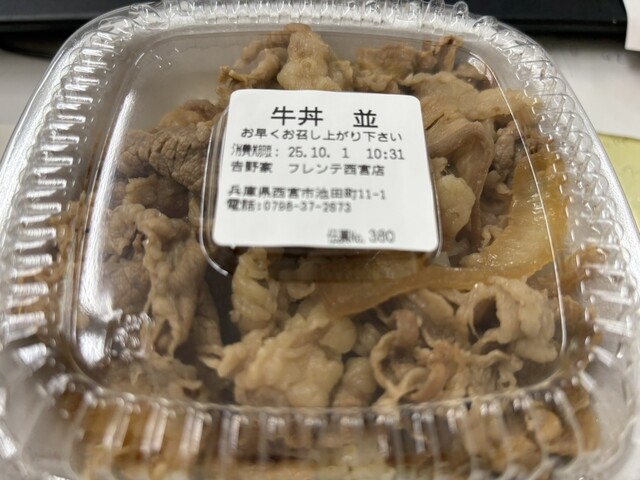 牛丼 並
お早くお召し上がり下さい
消費期限: 25.10. 1 10:31
吉野家 フレンテ西宮店
兵庫県西宮市池田町11-1
電話:0798-37-2673
伝票No. 380